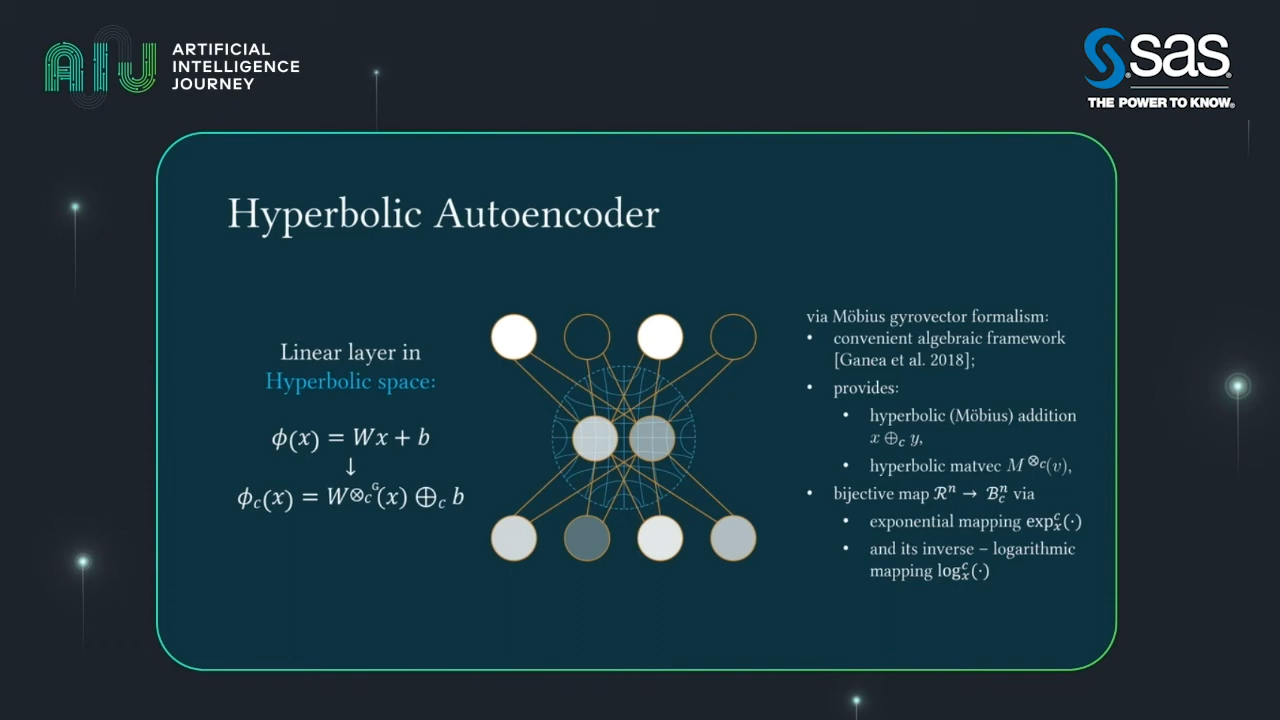 ARTIFICIAL
INTELLIGENCE
JOURNEY
sas
THE POWER TO KNOW.
Hyperbolic Autoencoder
Linear layer in
Hyperbolic space:
ϕ(x) = Wx + b
↓
ϕ_c(x) = W^{⊗_c^G}(x) ⊕_c b
via Möbius gyrovector formalism:
• convenient algebraic framework
[Ganea et al. 2018];
• provides:
• hyperbolic (Möbius) addition
x ⊕_c y,
• hyperbolic matvec M^{⊗_c}(v),
• bijective map ℛ^n → ℬ_c^n via
• exponential mapping exp_x^c(·)
• and its inverse – logarithmic
mapping log_x^c(·)